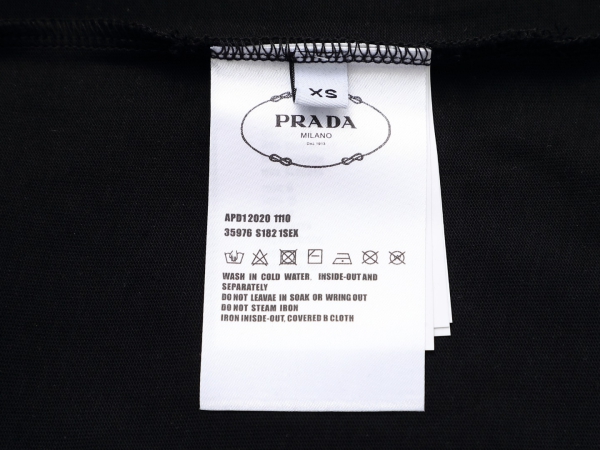 XS
PRADA
MILANO
DAL 1913
APD12020 1110
35976 S182 1SEX
WASH IN COLD WATER, INSIDE-OUT AND
SEPARATELY
DO NOT LEAVAE IN SOAK OR WRING OUT
DO NOT STEAM IRON
IRON INISDE-OUT, COVERED B CLOTH